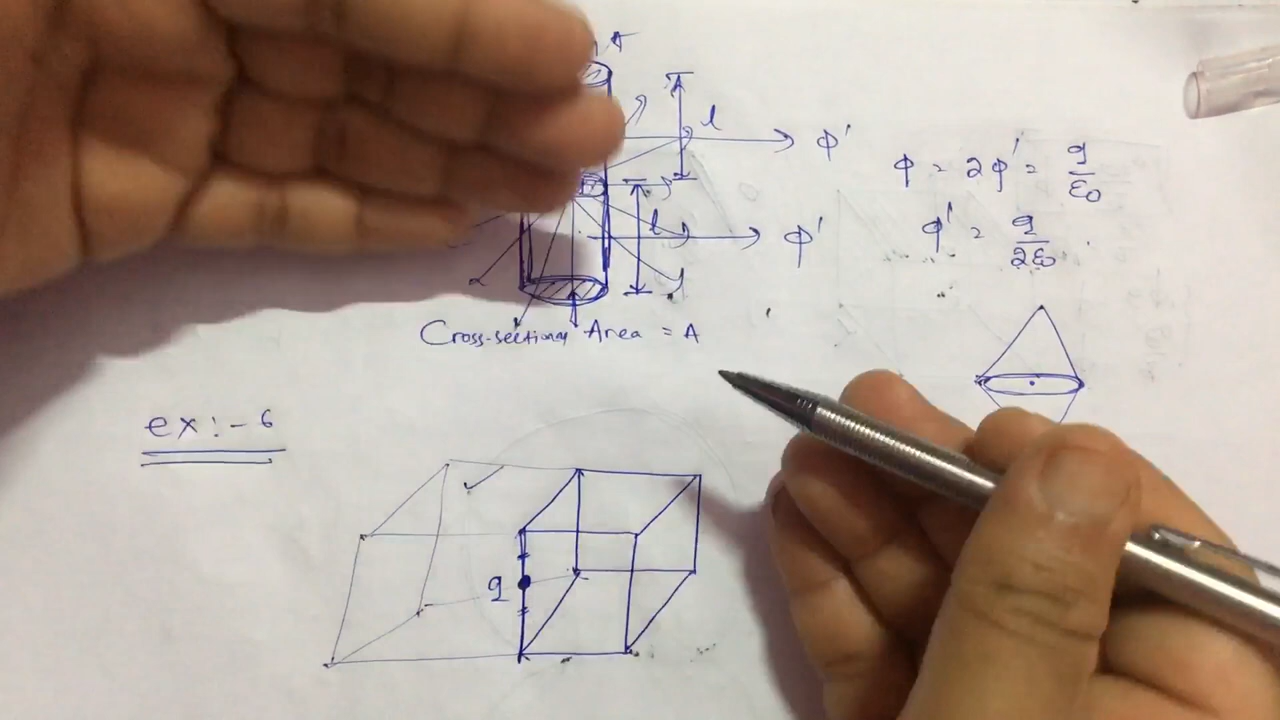 A
l
ϕ'
ϕ = 2ϕ' = q/ε₀
l
ϕ'
ϕ' = q/2ε₀
Cross-sectional Area = A
ex:-6
q